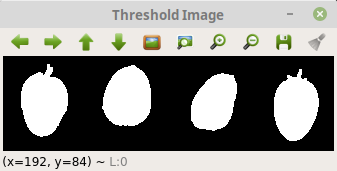 Threshold Image
(x=192, y=84) ~ L:0